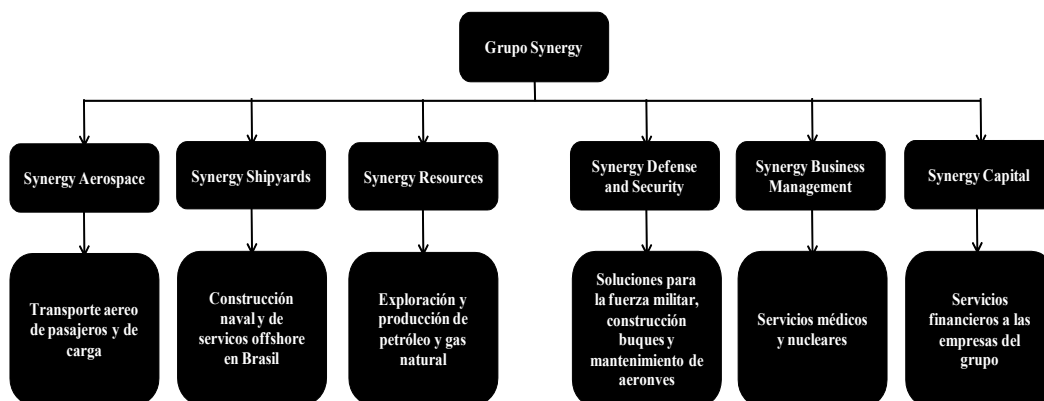 Grupo Synergy
Synergy Aerospace
Synergy Shipyards
Synergy Resources
Synergy Defense
and Security
Synergy Business
Management
Synergy Capital
Transporte aereo
de pasajeros y de
carga
Construcción
naval y de
servicos offshore
en Brasil
Exploración y
producción de
petróleo y gas
natural
Soluciones para
la fuerza militar,
construcción
buques y
mantenimiento de
aeronves
Servicios médicos
y nucleares
Servicios
financieros a las
empresas del
grupo